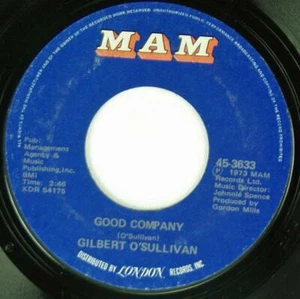 MAM
Pub:
Management
Agency &
Music
Publishing, Inc.
BMI
Time: 2:46
XDR 54175
45-3633
Ⓟ 1973 MAM
Records Ltd.
Music Director:
Johnnie Spence
Produced by
Gordon Mills
GOOD COMPANY
(O'Sullivan)
GILBERT O'SULLIVAN
DISTRIBUTED BY LONDON RECORDS, INC.